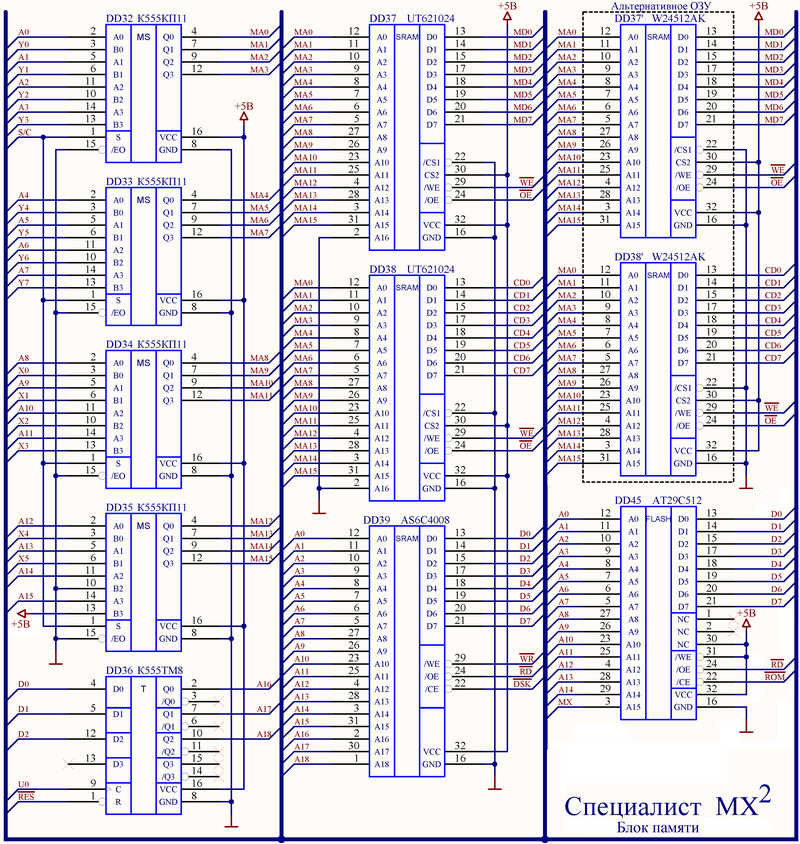 DD32 К555КП11
A0 2 A0 MS Q0 4 MA0
Y0 3 B0 Q1 7 MA1
A1 5 A1 Q2 9 MA2
Y1 6 B1 Q3 12 MA3
A2 11 A2
Y2 10 B2
A3 14 A3
Y3 13 B3
S/C 1 S VCC 16
15 /EO GND 8
+5В
DD33 К555КП11
A4 2 A0 MS Q0 4 MA4
Y4 3 B0 Q1 7 MA5
A5 5 A1 Q2 9 MA6
Y5 6 B1 Q3 12 MA7
A6 11 A2
Y6 10 B2
A7 14 A3
Y7 13 B3
1 S VCC 16
15 /EO GND 8
DD34 К555КП11
A8 2 A0 MS Q0 4 MA8
X0 3 B0 Q1 7 MA9
A9 5 A1 Q2 9 MA10
X1 6 B1 Q3 12 MA11
A10 11 A2
X2 10 B2
A11 14 A3
X3 13 B3
1 S VCC 16
15 /EO GND 8
DD35 К555КП11
A12 2 A0 MS Q0 4 MA12
X4 3 B0 Q1 7 MA13
A13 5 A1 Q2 9 MA14
X5 6 B1 Q3 12 MA15
A14 11 A2
10 B2
A15 14 A3
13 B3
+5В
1 S VCC 16
15 /EO GND 8
DD36 К555ТМ8
D0 4 D0 T Q0 2 A16
/Q0 3
D1 5 D1 Q1 7 A17
/Q1 6
D2 12 D2 Q2 10 A18
/Q2 11
13 D3 Q3 15
/Q3 14
U0 9 C VCC 16
RES 1 R GND 8
DD37 UT621024
+5В
MA0 12 A0 SRAM D0 13 MD0
MA1 11 A1 D1 14 MD1
MA2 10 A2 D2 15 MD2
MA3 9 A3 D3 17 MD3
MA4 8 A4 D4 18 MD4
MA5 7 A5 D5 19 MD5
MA6 6 A6 D6 20 MD6
MA7 5 A7 D7 21 MD7
MA8 27 A8
MA9 26 A9
MA10 23 A10 /CS1 22
MA11 25 A11 CS2 30
MA12 4 A12 /WE 29 WE
MA13 28 A13 /OE 24 OE
MA14 3 A14
MA15 31 A15 VCC 32
2 A16 GND 16
DD38 UT621024
MA0 12 A0 SRAM D0 13 CD0
MA1 11 A1 D1 14 CD1
MA2 10 A2 D2 15 CD2
MA3 9 A3 D3 17 CD3
MA4 8 A4 D4 18 CD4
MA5 7 A5 D5 19 CD5
MA6 6 A6 D6 20 CD6
MA7 5 A7 D7 21 CD7
MA8 27 A8
MA9 26 A9
MA10 23 A10 /CS1 22
MA11 25 A11 CS2 30
MA12 4 A12 /WE 29 WE
MA13 28 A13 /OE 24 OE
MA14 3 A14
MA15 31 A15 VCC 32
2 A16 GND 16
DD39 AS6C4008
A0 12 A0 SRAM D0 13 D0
A1 11 A1 D1 14 D1
A2 10 A2 D2 15 D2
A3 9 A3 D3 17 D3
A4 8 A4 D4 18 D4
A5 7 A5 D5 19 D5
A6 6 A6 D6 20 D6
A7 5 A7 D7 21 D7
A8 27 A8
A9 26 A9
A10 23 A10 /WE 29 WR
A11 25 A11 /OE 24 RD
A12 4 A12 /CE 22 DSK
A13 28 A13
A14 3 A14
A15 31 A15
A16 2 A16
A17 30 A17 VCC 32
A18 1 A18 GND 16
Альтернативное ОЗУ
DD37' W24512AK
+5В
MA0 12 A0 SRAM D0 13 MD0
MA1 11 A1 D1 14 MD1
MA2 10 A2 D2 15 MD2
MA3 9 A3 D3 17 MD3
MA4 8 A4 D4 18 MD4
MA5 7 A5 D5 19 MD5
MA6 6 A6 D6 20 MD6
MA7 5 A7 D7 21 MD7
MA8 27 A8
MA9 26 A9 /CS1 22
MA10 23 A10 CS2 30
MA11 25 A11 /WE 29 WE
MA12 4 A12 /OE 24 OE
MA13 28 A13
MA14 3 A14 VCC 32
MA15 31 A15 GND 16
DD38' W24512AK
MA0 12 A0 SRAM D0 13 CD0
MA1 11 A1 D1 14 CD1
MA2 10 A2 D2 15 CD2
MA3 9 A3 D3 17 CD3
MA4 8 A4 D4 18 CD4
MA5 7 A5 D5 19 CD5
MA6 6 A6 D6 20 CD6
MA7 5 A7 D7 21 CD7
MA8 27 A8
MA9 26 A9 /CS1 22
MA10 23 A10 CS2 30
MA11 25 A11 /WE 29 WE
MA12 4 A12 /OE 24 OE
MA13 28 A13
MA14 3 A14 VCC 32
MA15 31 A15 GND 16
DD45 AT29C512
A0 12 A0 FLASH D0 13 D0
A1 11 A1 D1 14 D1
A2 10 A2 D2 15 D2
A3 9 A3 D3 17 D3
A4 8 A4 D4 18 D4
A5 7 A5 D5 19 D5
A6 6 A6 D6 20 D6
A7 5 A7 D7 21 D7
A8 27 A8 NC 1 +5В
A9 26 A9 NC 2
A10 23 A10 NC 30
A11 25 A11 /WE 31
A12 4 A12 /OE 24 RD
A13 28 A13 /CE 22 ROM
A14 29 A14 VCC 32
MX 3 A15 GND 16
Специалист MX2
Блок памяти